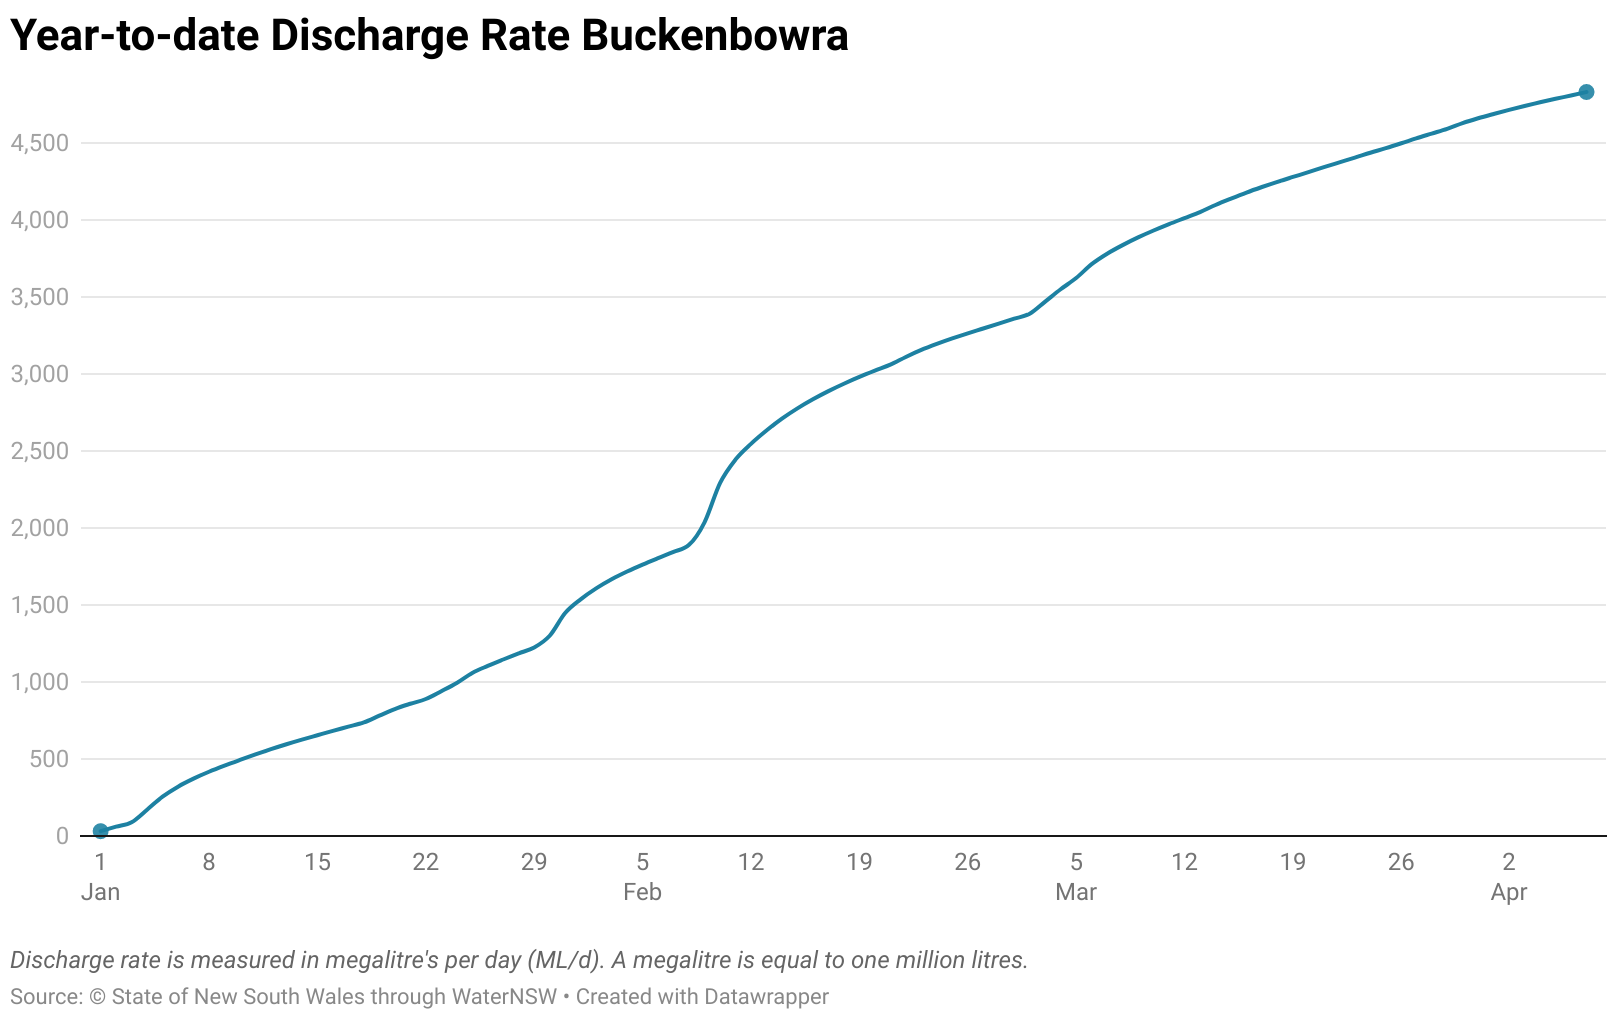 Year-to-date Discharge Rate Buckenbowra
4,500
4,000
3,500
3,000
2,500
2,000
1,500
1,000
500
0
1 8 15 22 29 5 12 19 26 5 12 19 26 2
Jan Feb Mar Apr
Discharge rate is measured in megalitre's per day (ML/d). A megalitre is equal to one million litres.
Source: © State of New South Wales through WaterNSW • Created with Datawrapper